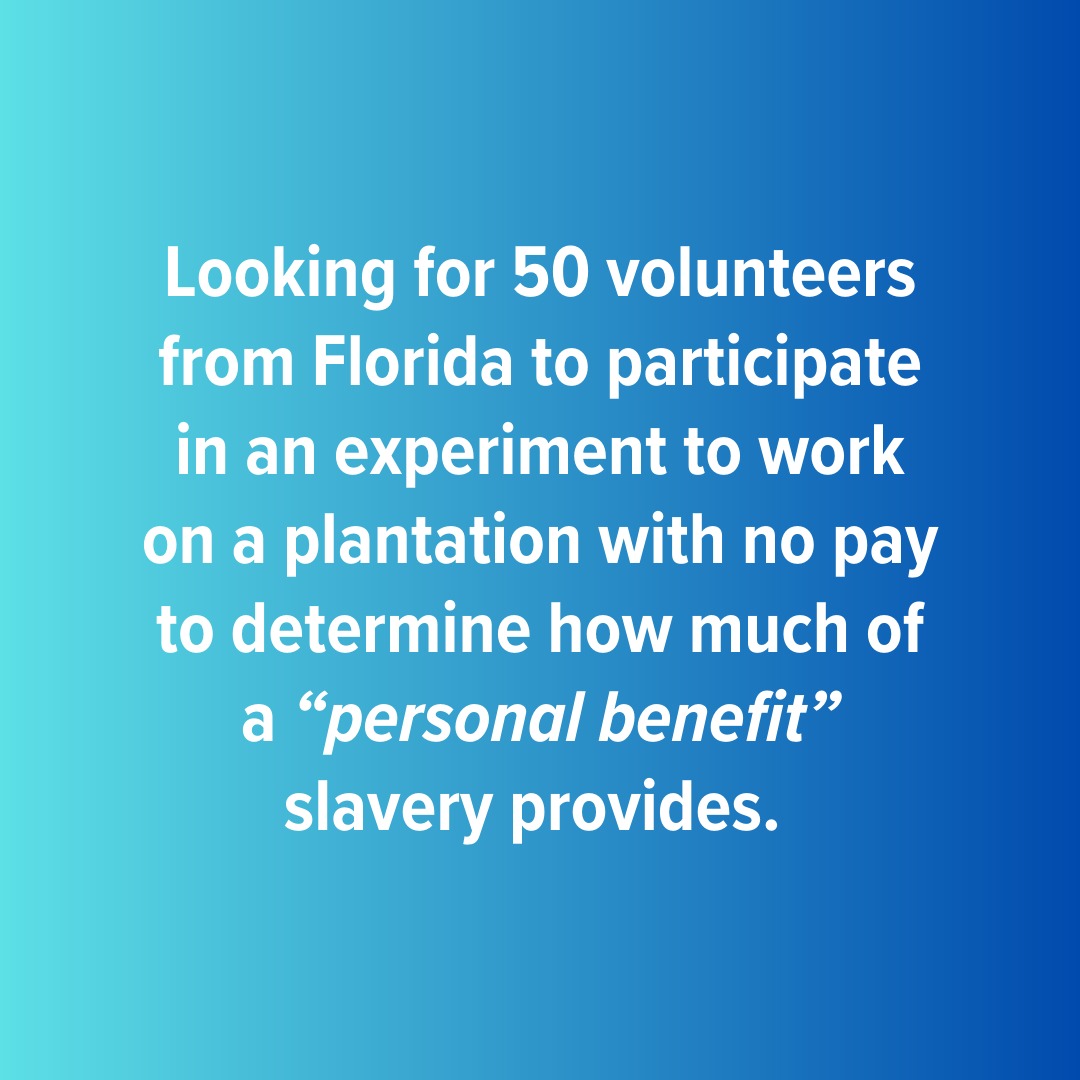 Looking for 50 volunteers
from Florida to participate
in an experiment to work
on a plantation with no pay
to determine how much of
a “personal benefit”
slavery provides.